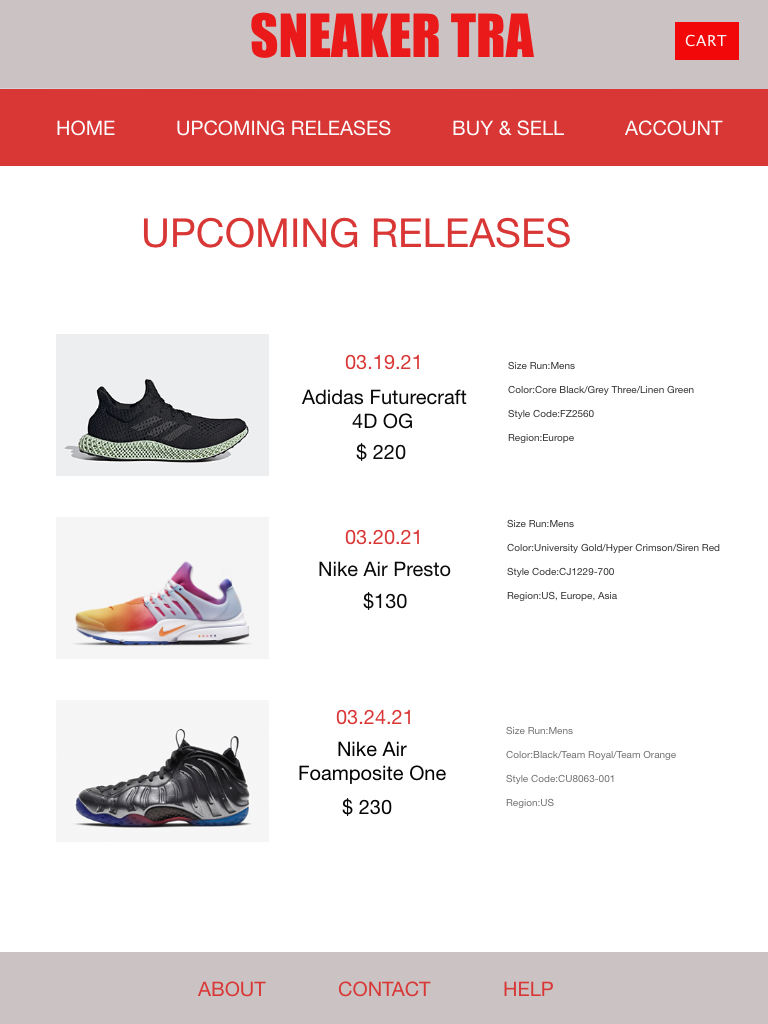 SNEAKER TRA
CART
HOME
UPCOMING RELEASES
BUY & SELL
ACCOUNT
UPCOMING RELEASES
03.19.21
Adidas Futurecraft
4D OG
$ 220
Size Run:Mens
Color:Core Black/Grey Three/Linen Green
Style Code:FZ2560
Region:Europe
03.20.21
Nike Air Presto
$130
Size Run:Mens
Color:University Gold/Hyper Crimson/Siren Red
Style Code:CJ1229-700
Region:US, Europe, Asia
03.24.21
Nike Air
Foamposite One
$ 230
Size Run:Mens
Color:Black/Team Royal/Team Orange
Style Code:CU8063-001
Region:US
ABOUT
CONTACT
HELP